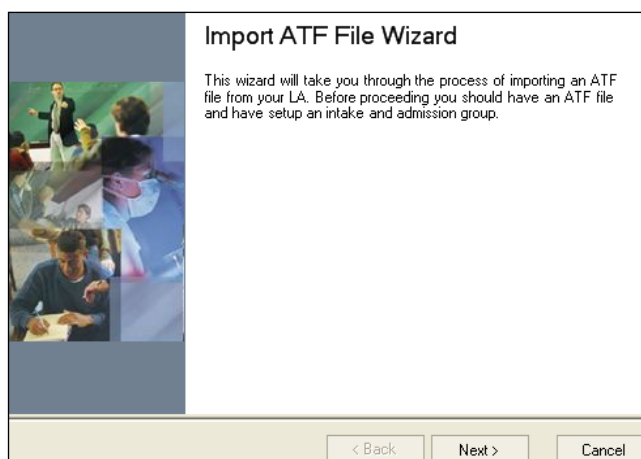 Import ATF File Wizard
This wizard will take you through the process of importing an ATF
file from your LA. Before proceeding you should have an ATF file
and have setup an intake and admission group.
< Back
Next >
Cancel